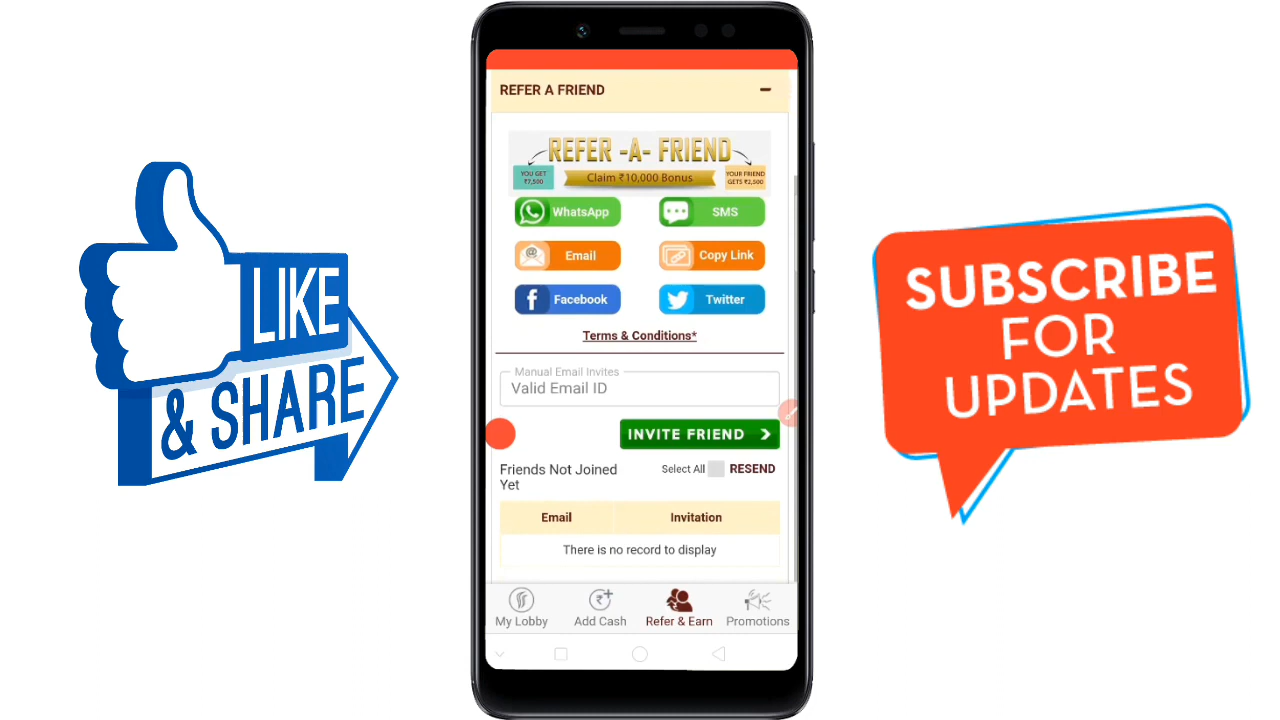 LIKE
& SHARE
REFER A FRIEND
REFER -A- FRIEND
YOU GET
₹7,500
Claim ₹10,000 Bonus
YOUR FRIEND
GETS ₹2,500
WhatsApp
SMS
Email
Copy Link
Facebook
Twitter
Terms & Conditions*
Manual Email Invites
Valid Email ID
INVITE FRIEND
Friends Not Joined
Yet
Select All
RESEND
Email
Invitation
There is no record to display
My Lobby
Add Cash
Refer & Earn
Promotions
SUBSCRIBE
FOR
UPDATES